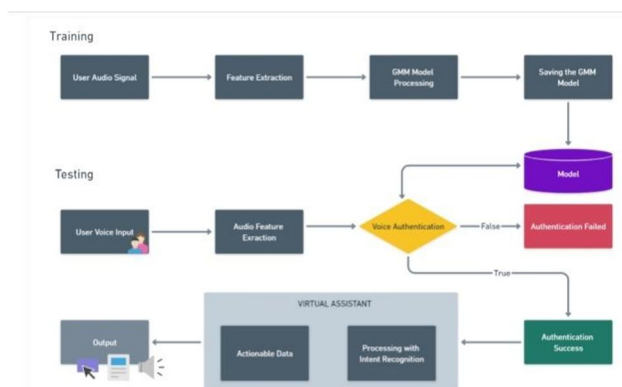 Training
User Audio Signal
Feature Extraction
GMM Model
Processing
Saving the GMM
Model
Model
Testing
User Voice Input
Audio Feature
Exraction
Voice Authentication
False
Authentication Failed
True
VIRTUAL ASSISTANT
Output
Actionable Data
Processing with
Intent Recognition
Authentication
Success